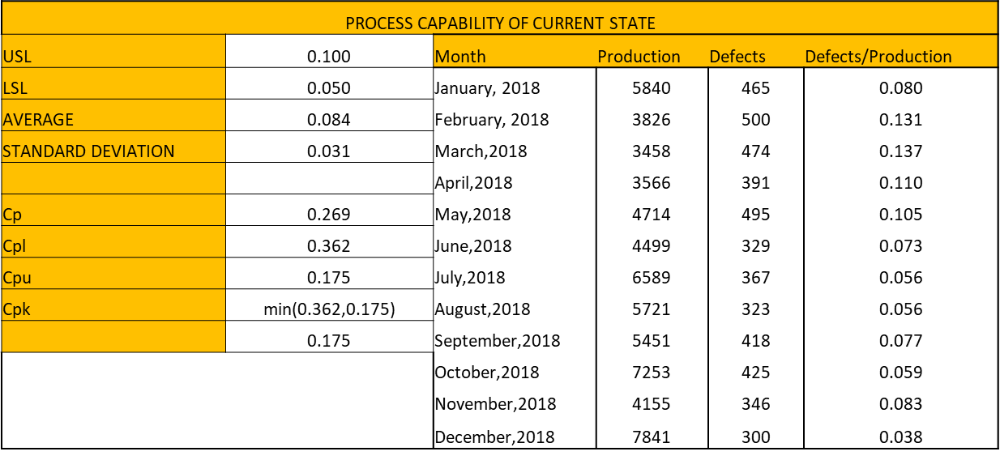 PROCESS CAPABILITY OF CURRENT STATE
USL 0.100 Month Production Defects Defects/Production
LSL 0.050 January, 2018 5840 465 0.080
AVERAGE 0.084 February, 2018 3826 500 0.131
STANDARD DEVIATION 0.031 March,2018 3458 474 0.137
April,2018 3566 391 0.110
Cp 0.269 May,2018 4714 495 0.105
Cpl 0.362 June,2018 4499 329 0.073
Cpu 0.175 July,2018 6589 367 0.056
Cpk min(0.362,0.175) August,2018 5721 323 0.056
0.175 September,2018 5451 418 0.077
October,2018 7253 425 0.059
November,2018 4155 346 0.083
December,2018 7841 300 0.038